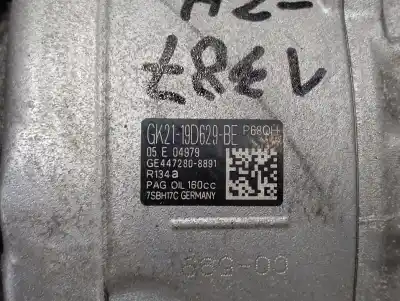 GK21-19D629-BE P68QH
05 E 04979
GE447280-8891
R134a
PAG OIL 160cc
7SBH17C GERMANY